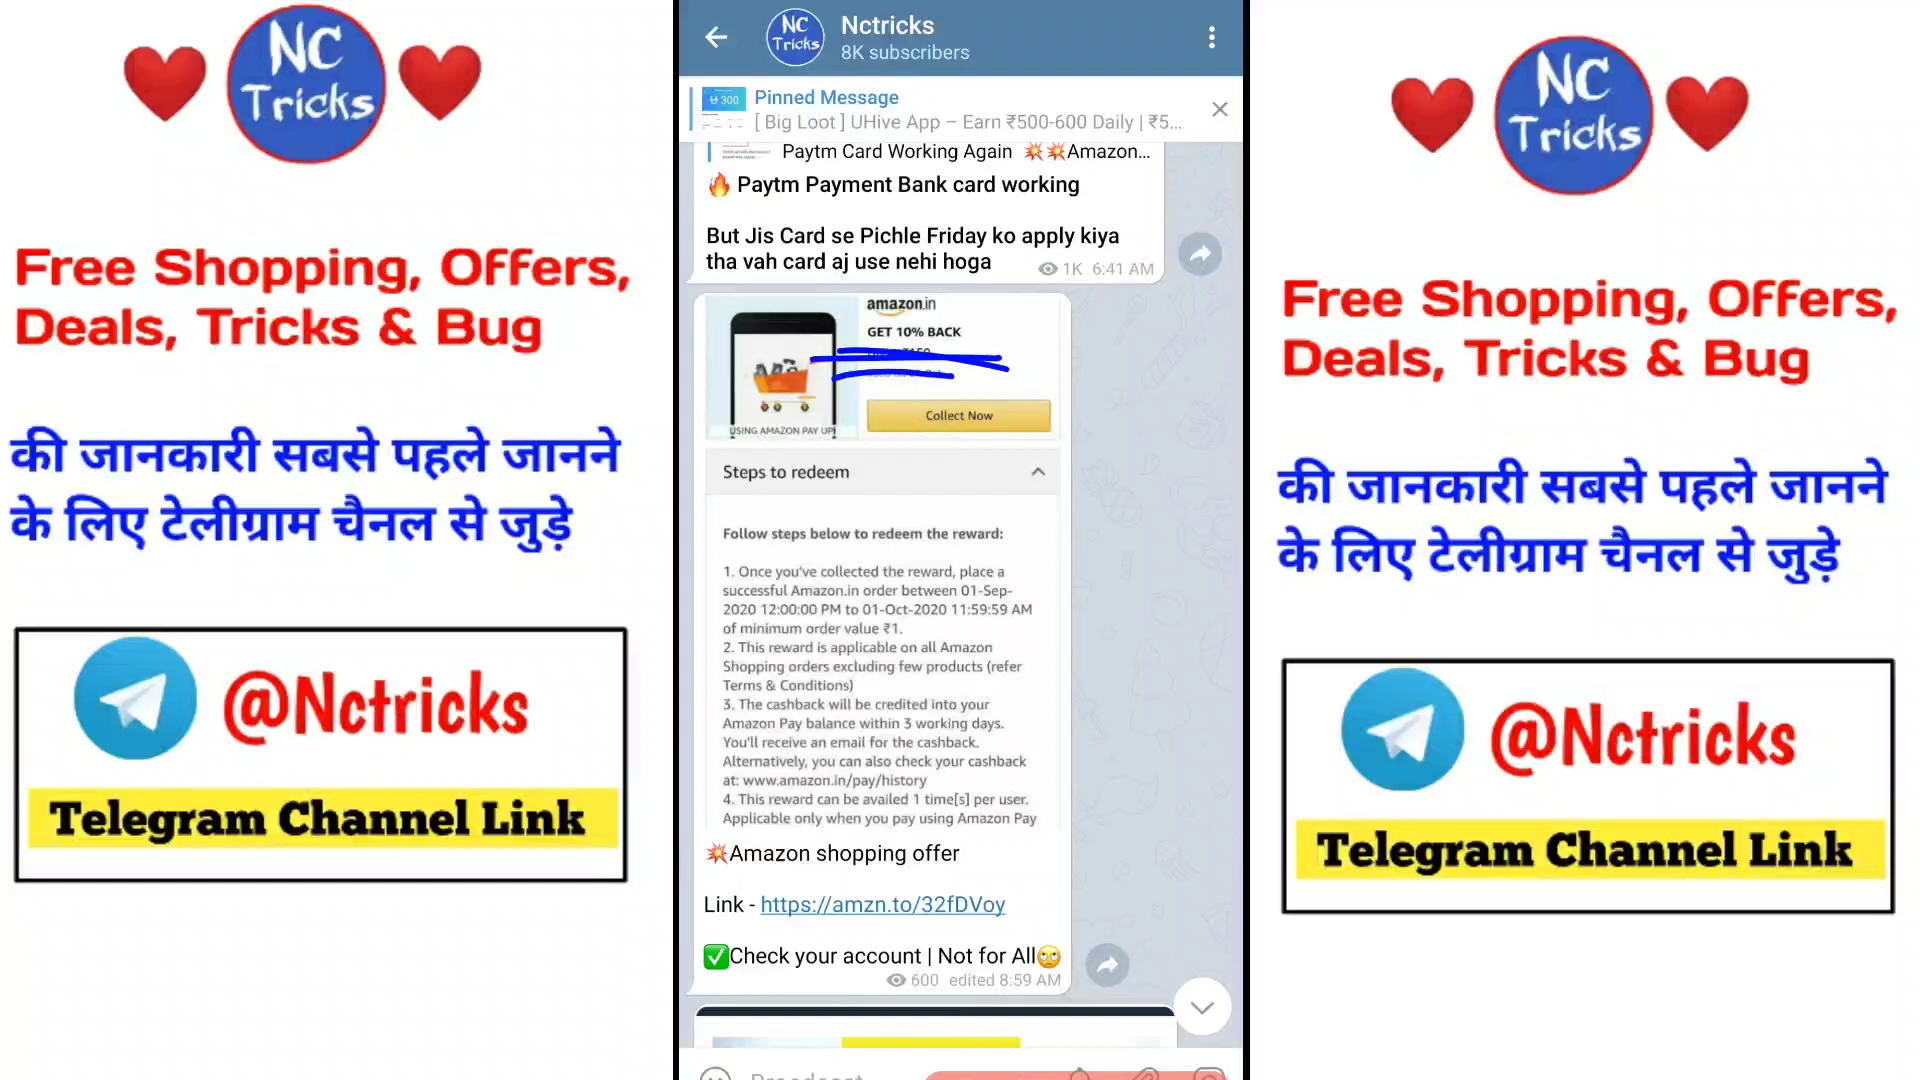 NC
Tricks
Free Shopping, Offers,
Deals, Tricks & Bug
की जानकारी सबसे पहले जानने
के लिए टेलीग्राम चैनल से जुड़े
@Nctricks
Telegram Channel Link
NC
Tricks
Nctricks
8K subscribers
300
Pinned Message
[ Big Loot ] UHive App – Earn ₹500-600 Daily | ₹5...
Paytm Card Working Again 💥💥Amazon...
🔥 Paytm Payment Bank card working
But Jis Card se Pichle Friday ko apply kiya
tha vah card aj use nehi hoga
1K 6:41 AM
amazon.in
GET 10% BACK
Collect Now
USING AMAZON PAY UPI
Steps to redeem
Follow steps below to redeem the reward:
1. Once you've collected the reward, place a
successful Amazon.in order between 01-Sep-
2020 12:00:00 PM to 01-Oct-2020 11:59:59 AM
of minimum order value ₹1.
2. This reward is applicable on all Amazon
Shopping orders excluding few products (refer
Terms & Conditions)
3. The cashback will be credited into your
Amazon Pay balance within 3 working days.
You'll receive an email for the cashback.
Alternatively, you can also check your cashback
at: www.amazon.in/pay/history
4. This reward can be availed 1 time[s] per user.
Applicable only when you pay using Amazon Pay
💥Amazon shopping offer
Link - https://amzn.to/32fDVoy
✅Check your account | Not for All🙄
600 edited 8:59 AM
Broadcast
NC
Tricks
Free Shopping, Offers,
Deals, Tricks & Bug
की जानकारी सबसे पहले जानने
के लिए टेलीग्राम चैनल से जुड़े
@Nctricks
Telegram Channel Link